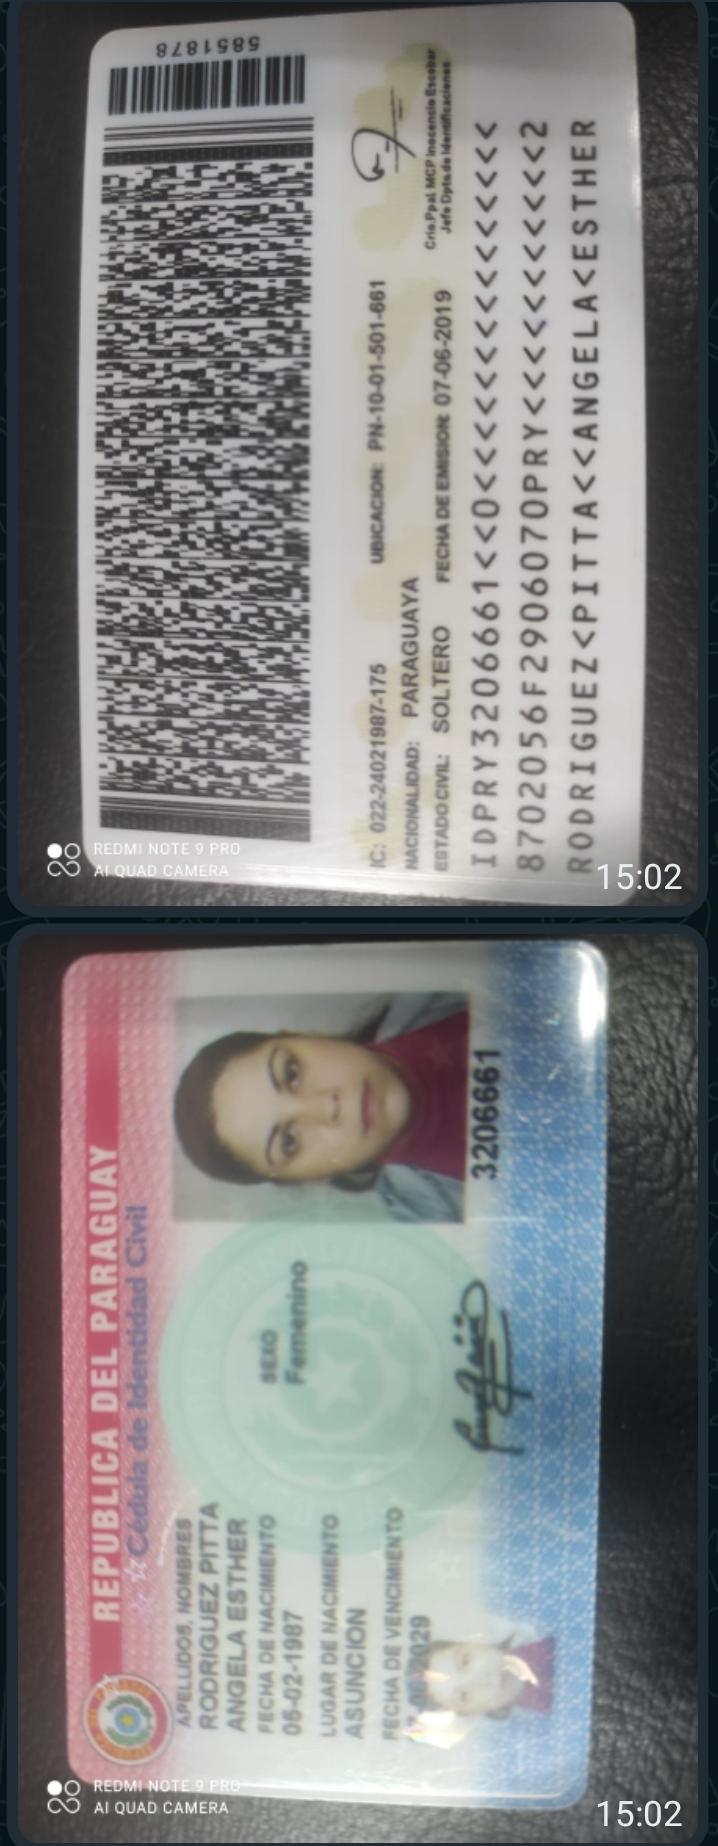 5851878
IC: 022-24021987-175 UBICACION: PN-10-01-501-661
NACIONALIDAD: PARAGUAYA
ESTADO CIVIL: SOLTERO FECHA DE EMISION: 07-06-2019
Crio.Ppal. MCP Inocencio Escobar
Jefe Dpto.de Identificaciones
IDPRY3206661<<0<<<<<<<<<<<<<<<
8702056F2906070PRY<<<<<<<<<<<2
RODRIGUEZ<PITTA<<ANGELA<ESTHER
REDMI NOTE 9 PRO
AI QUAD CAMERA
15:02
REPUBLICA DEL PARAGUAY
Cédula de Identidad Civil
APELLIDOS, NOMBRES
RODRIGUEZ PITTA
ANGELA ESTHER
FECHA DE NACIMIENTO
05-02-1987
LUGAR DE NACIMIENTO
ASUNCION
FECHA DE VENCIMIENTO
SEXO
Femenino
3206661
REDMI NOTE 9 PRO
AI QUAD CAMERA
15:02